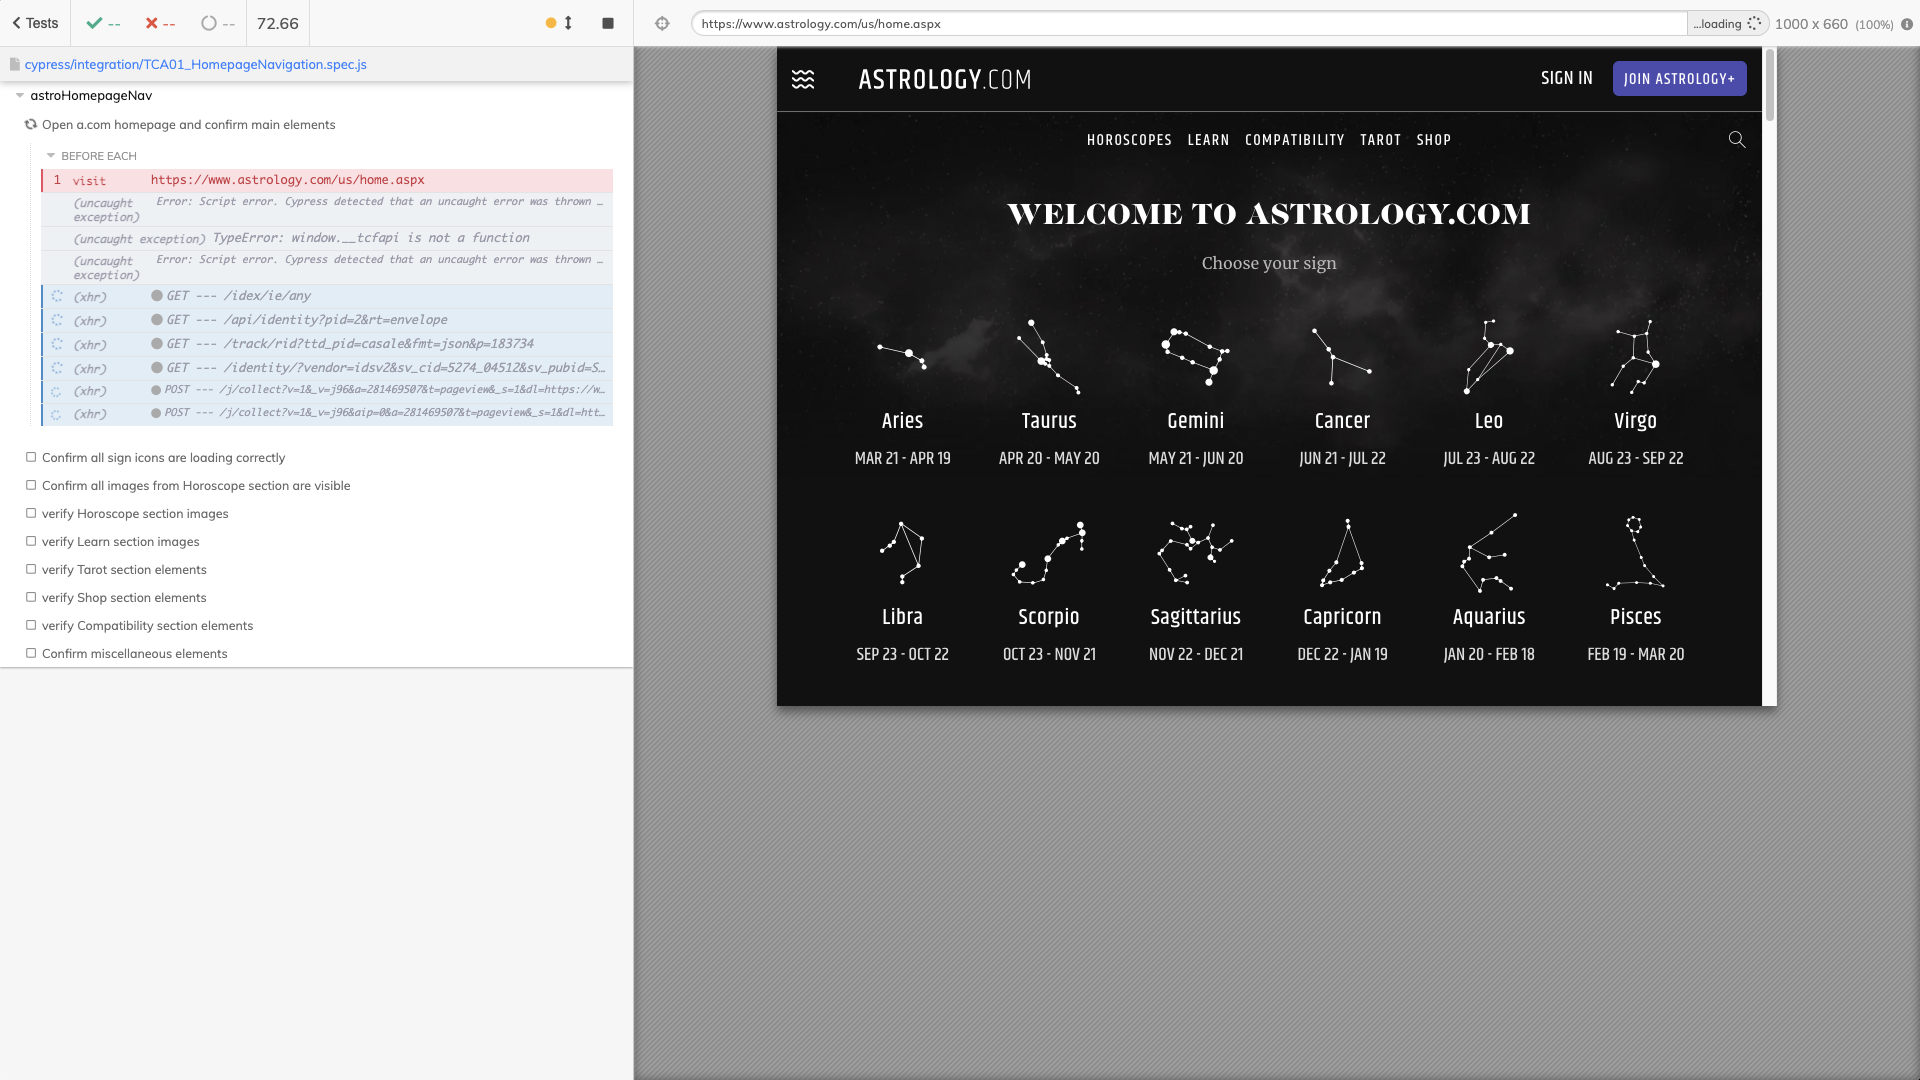 Tests
--
--
--
72.66
https://www.astrology.com/us/home.aspx
...loading
1000 x 660 (100%)
cypress/integration/TCA01_HomepageNavigation.spec.js
astroHomepageNav
Open a.com homepage and confirm main elements
BEFORE EACH
1 visit https://www.astrology.com/us/home.aspx
(uncaught exception) Error: Script error. Cypress detected that an uncaught error was thrown …
(uncaught exception) TypeError: window.__tcfapi is not a function
(uncaught exception) Error: Script error. Cypress detected that an uncaught error was thrown …
(xhr) GET --- /idex/ie/any
(xhr) GET --- /api/identity?pid=2&rt=envelope
(xhr) GET --- /track/rid?ttd_pid=casale&fmt=json&p=183734
(xhr) GET --- /identity/?vendor=idsv2&sv_cid=5274_04512&sv_pubid=S…
(xhr) POST --- /j/collect?v=1&_v=j96&a=281469507&t=pageview&_s=1&dl=https://w…
(xhr) POST --- /j/collect?v=1&_v=j96&aip=0&a=281469507&t=pageview&_s=1&dl=htt…
Confirm all sign icons are loading correctly
Confirm all images from Horoscope section are visible
verify Horoscope section images
verify Learn section images
verify Tarot section elements
verify Shop section elements
verify Compatibility section elements
Confirm miscellaneous elements
ASTROLOGY.COM
SIGN IN
JOIN ASTROLOGY+
HOROSCOPES LEARN COMPATIBILITY TAROT SHOP
WELCOME TO ASTROLOGY.COM
Choose your sign
Aries Taurus Gemini Cancer Leo Virgo
MAR 21 - APR 19 APR 20 - MAY 20 MAY 21 - JUN 20 JUN 21 - JUL 22 JUL 23 - AUG 22 AUG 23 - SEP 22
Libra Scorpio Sagittarius Capricorn Aquarius Pisces
SEP 23 - OCT 22 OCT 23 - NOV 21 NOV 22 - DEC 21 DEC 22 - JAN 19 JAN 20 - FEB 18 FEB 19 - MAR 20